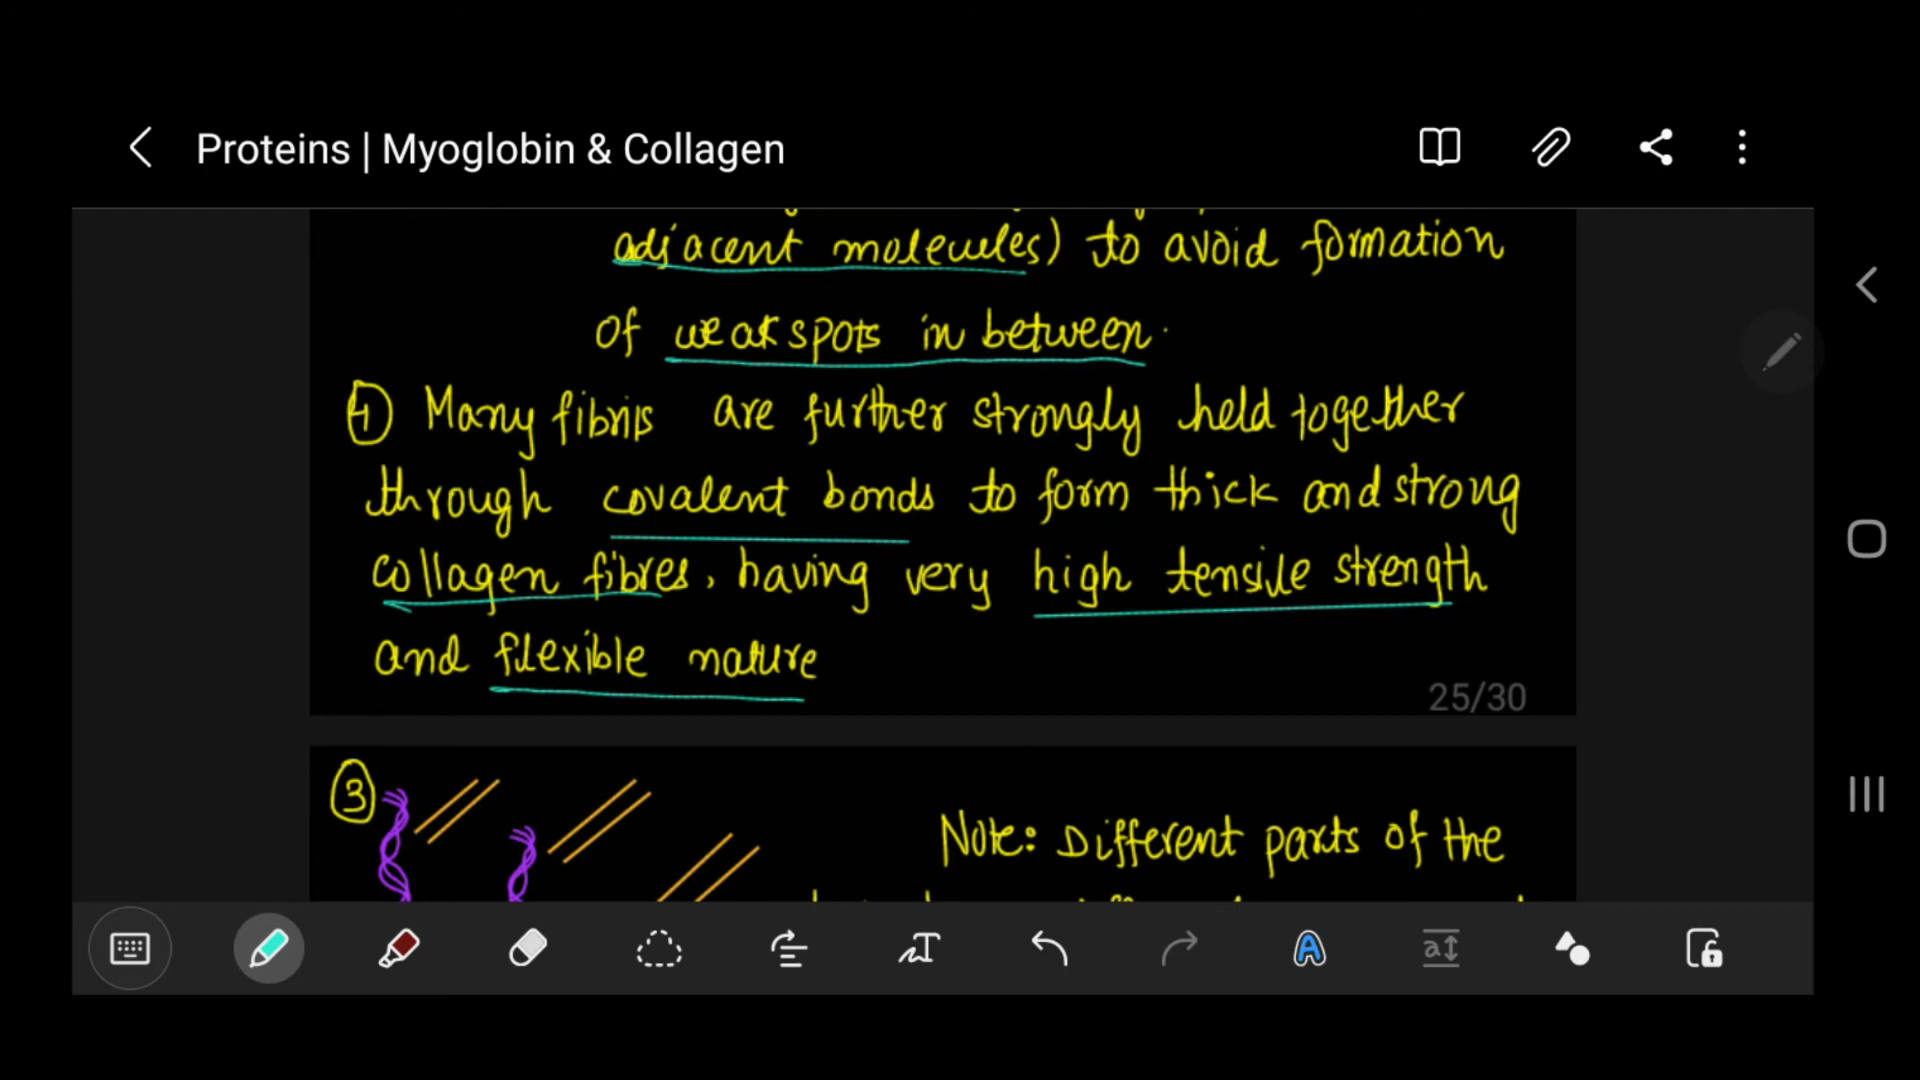 Proteins | Myoglobin & Collagen
adjacent molecules) to avoid formation
of weak spots in between.
④ Many fibrils are further strongly held together
through covalent bonds to form thick and strong
collagen fibres, having very high tensile strength
and flexible nature
25/30
③
Note: Different parts of the